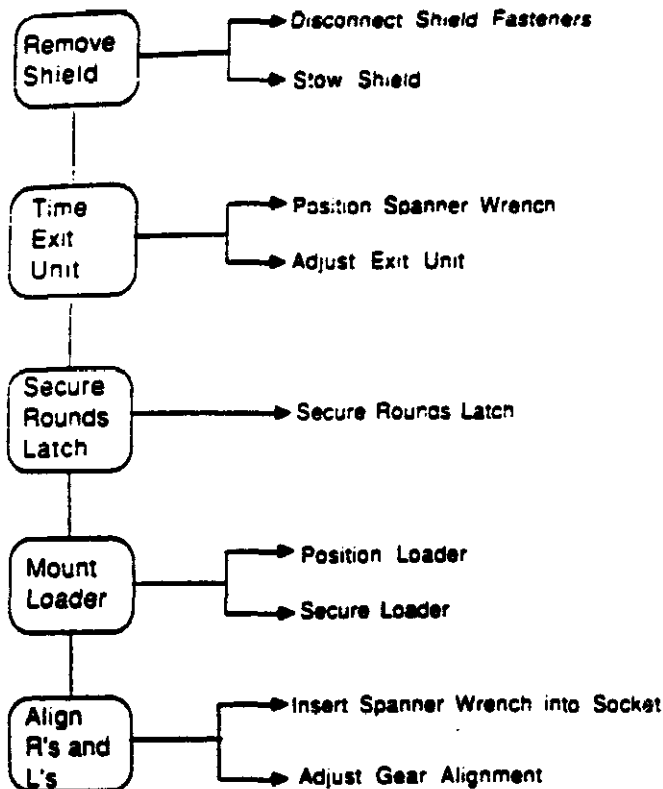 Remove
Shield
Disconnect Shield Fasteners
Stow Shield
Time
Exit
Unit
Position Spanner Wrench
Adjust Exit Unit
Secure
Rounds
Latch
Secure Rounds Latch
Mount
Loader
Position Loader
Secure Loader
Align
R's and
L's
Insert Spanner Wrench into Socket
Adjust Gear Alignment